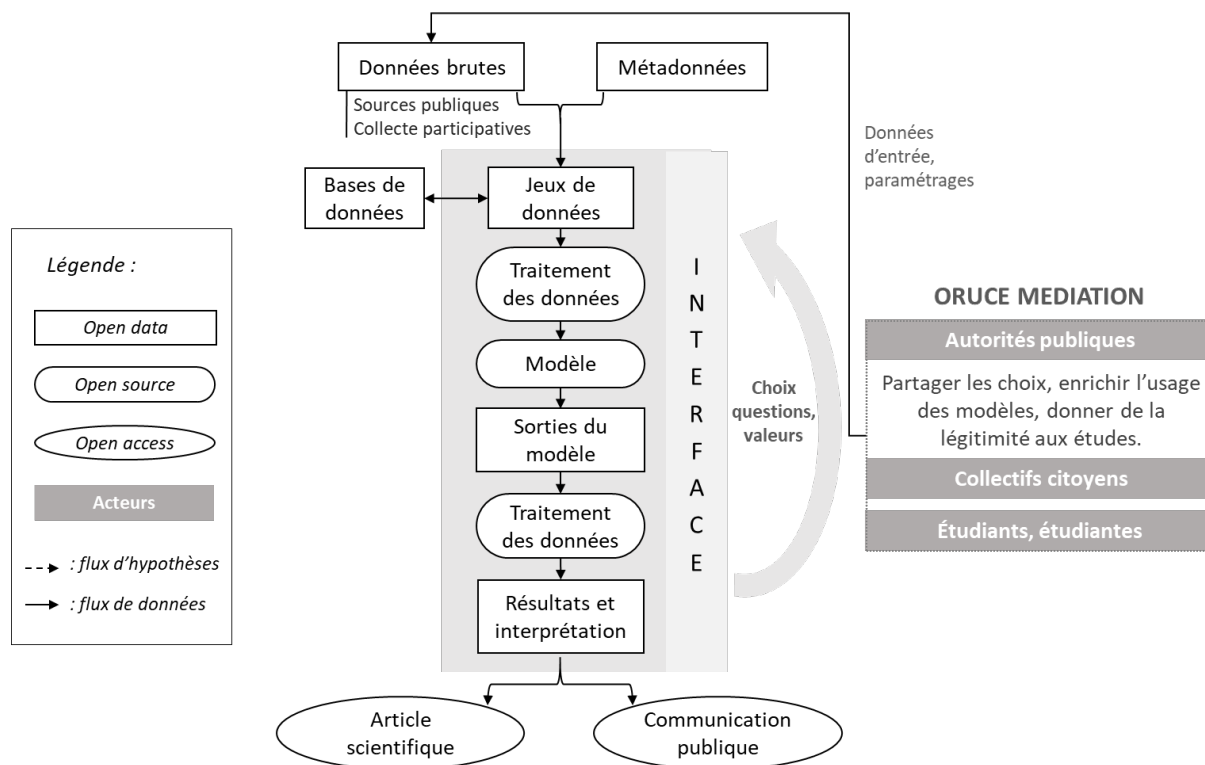 Données brutes
Métadonnées
Sources publiques
Collecte participatives
Données
d'entrée,
paramétrages
Bases de
données
Jeux de
données
Légende :
Open data
Open source
Open access
Acteurs
: flux d'hypothèses
: flux de données
Traitement
des données
Modèle
Sorties du
modèle
Traitement
des données
Résultats et
interprétation
INTERFACE
Choix
questions,
valeurs
ORUCE MEDIATION
Autorités publiques
Partager les choix, enrichir l'usage
des modèles, donner de la
légitimité aux études.
Collectifs citoyens
Étudiants, étudiantes
Article
scientifique
Communication
publique